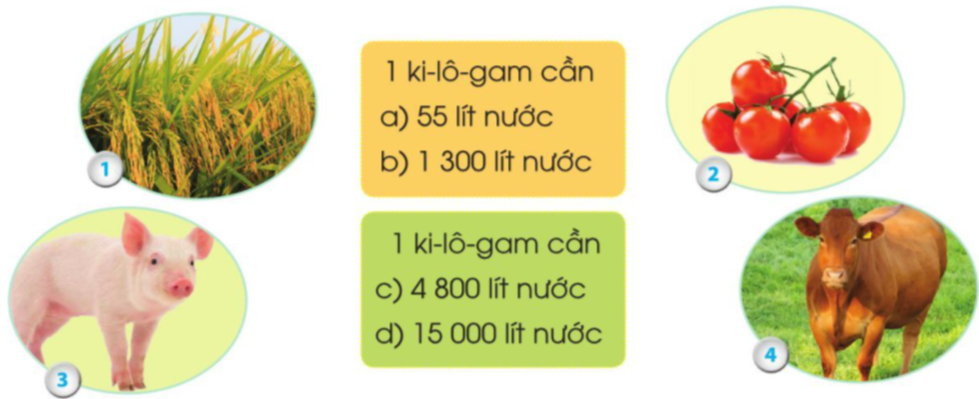 1 ki-lô-gam cần
a) 55 lít nước
b) 1 300 lít nước
1
2
1 ki-lô-gam cần
c) 4 800 lít nước
d) 15 000 lít nước
3
4